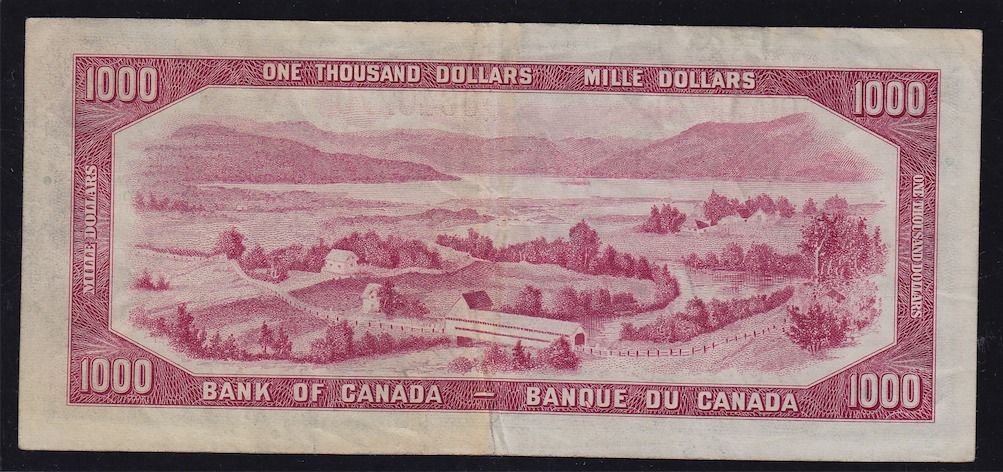 1000
ONE THOUSAND DOLLARS MILLE DOLLARS
1000
MILLE DOLLARS
ONE THOUSAND DOLLARS
1000
BANK OF CANADA — BANQUE DU CANADA
1000